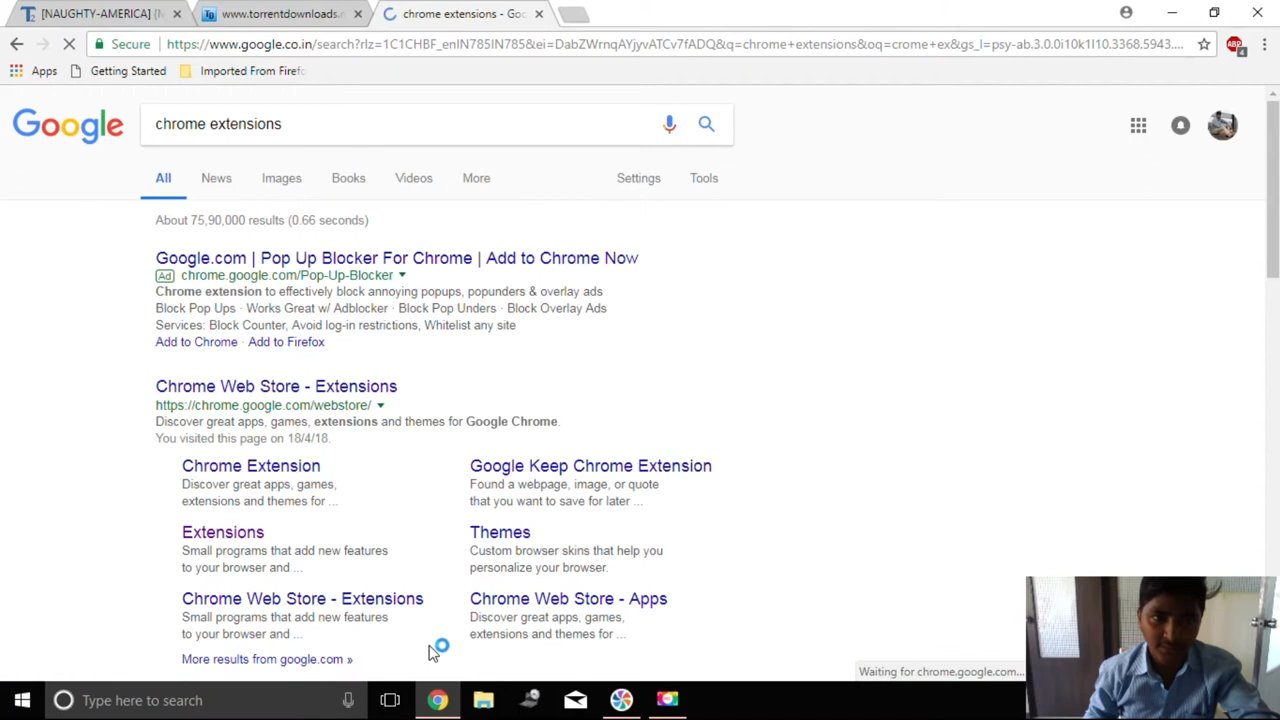 [NAUGHTY-AMERICA] {
www.torrentdownloads.
chrome extensions - Goo
Secure
https://www.google.co.in/search?rlz=1C1CHBF_enIN785IN785&ei=DabZWrnqAYjyvATCv7fADQ&q=chrome+extensions&oq=crome+ex&gs_l=psy-ab.3.0.0i10k1l10.3368.5943....
ABP
4
Apps
Getting Started
Imported From Firefo
Google
chrome extensions
All
News
Images
Books
Videos
More
Settings
Tools
About 75,90,000 results (0.66 seconds)
Google.com | Pop Up Blocker For Chrome | Add to Chrome Now
Ad chrome.google.com/Pop-Up-Blocker
Chrome extension to effectively block annoying popups, popunders & overlay ads
Block Pop Ups · Works Great w/ Adblocker · Block Pop Unders · Block Overlay Ads
Services: Block Counter, Avoid log-in restrictions, Whitelist any site
Add to Chrome · Add to Firefox
Chrome Web Store - Extensions
https://chrome.google.com/webstore/
Discover great apps, games, extensions and themes for Google Chrome.
You visited this page on 18/4/18.
Chrome Extension
Discover great apps, games,
extensions and themes for ...
Google Keep Chrome Extension
Found a webpage, image, or quote
that you want to save for later ...
Extensions
Small programs that add new features
to your browser and ...
Themes
Custom browser skins that help you
personalize your browser.
Chrome Web Store - Extensions
Small programs that add new features
to your browser and ...
Chrome Web Store - Apps
Discover great apps, games,
extensions and themes for ...
More results from google.com »
Waiting for chrome.google.com...
Type here to search